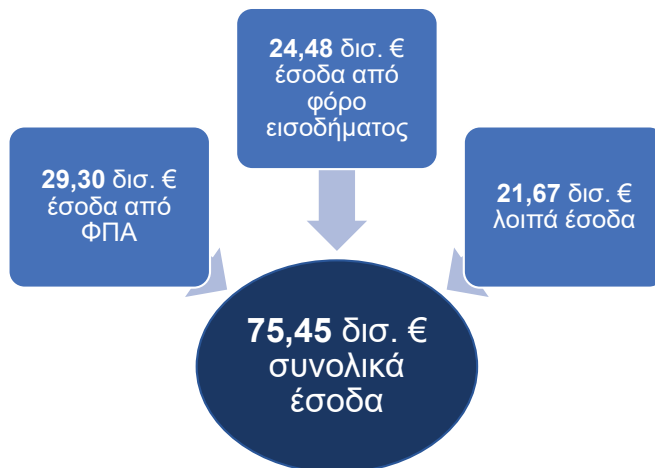 29,30 δισ. €
έσοδα από
ΦΠΑ
24,48 δισ. €
έσοδα από
φόρο
εισοδήματος
21,67 δισ. €
λοιπά έσοδα
75,45 δισ. €
συνολικά
έσοδα